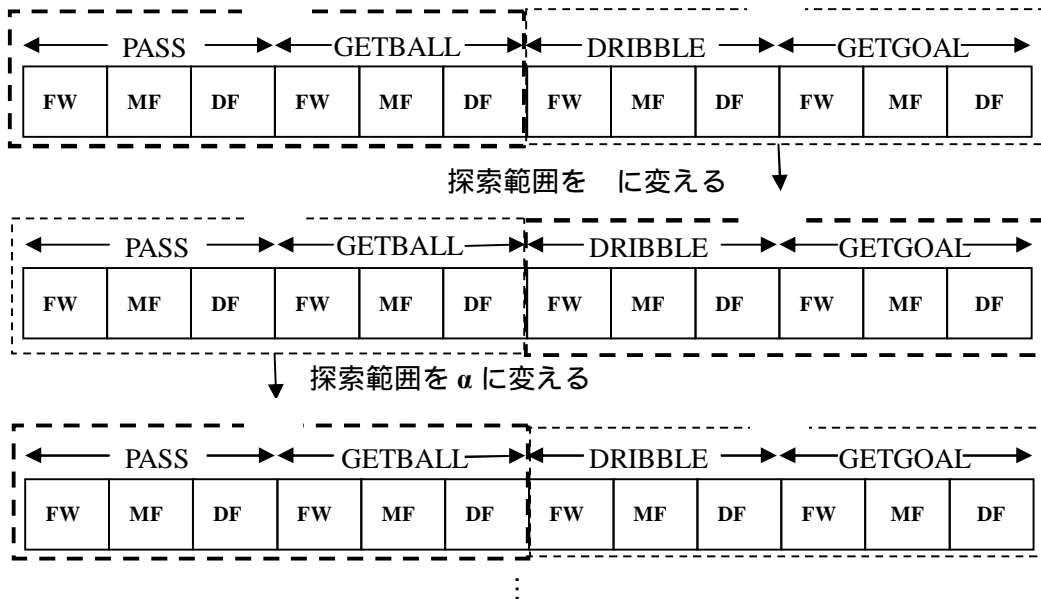 PASS GETBALL DRIBBLE GETGOAL
FW MF DF FW MF DF FW MF DF FW MF DF
探索範囲を に変える
PASS GETBALL DRIBBLE GETGOAL
FW MF DF FW MF DF FW MF DF FW MF DF
探索範囲を α に変える
PASS GETBALL DRIBBLE GETGOAL
FW MF DF FW MF DF FW MF DF FW MF DF
⋮